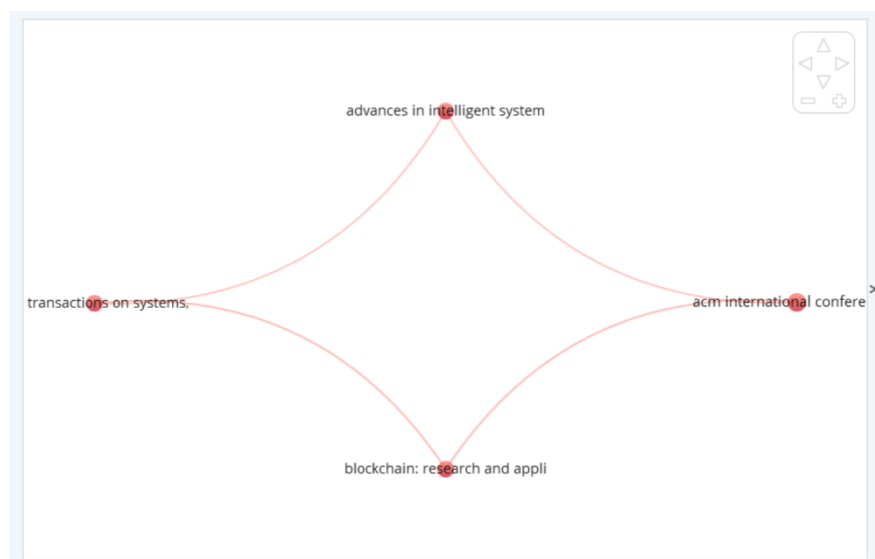 advances in intelligent system
transactions on systems,
acm international confere
blockchain: research and appli